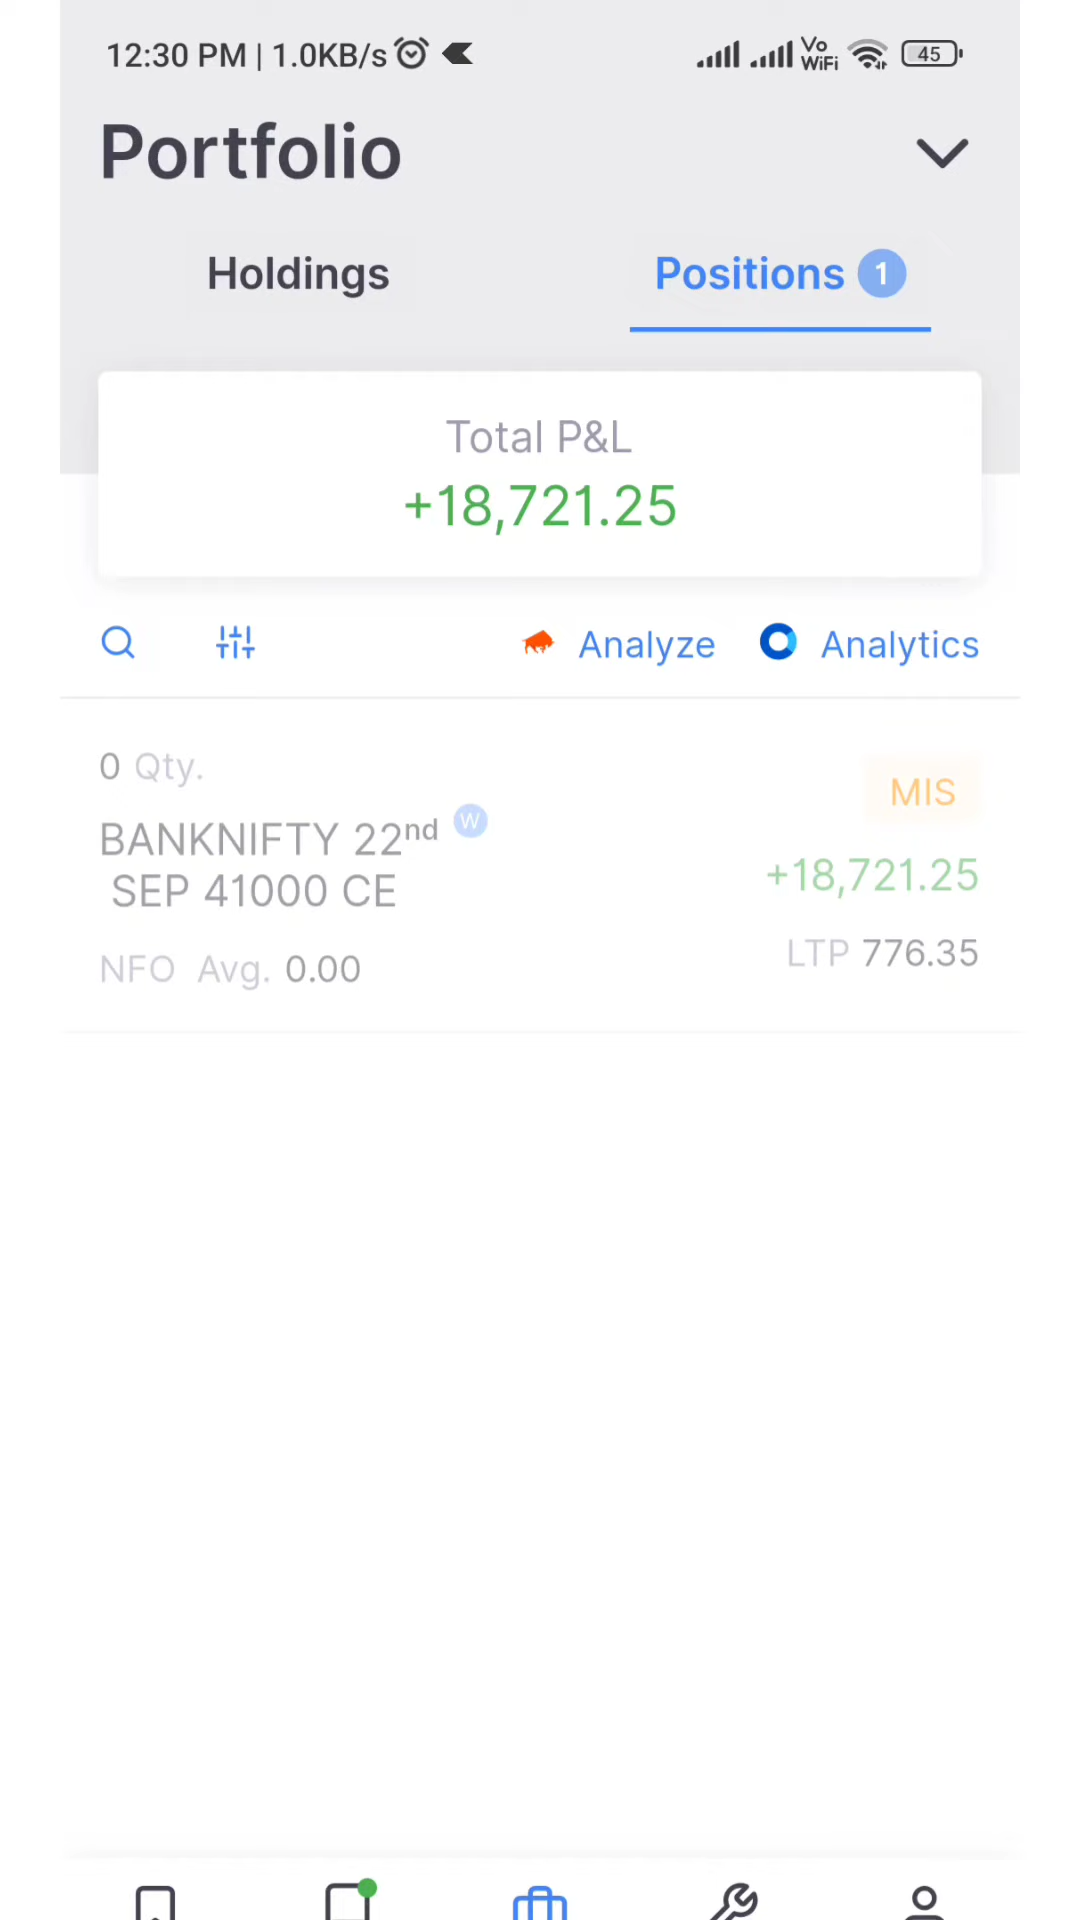 12:30 PM | 1.0KB/s Vo WiFi 45
Portfolio
Holdings Positions 1
Total P&L
+18,721.25
Analyze Analytics
0 Qty. MIS
BANKNIFTY 22nd W
SEP 41000 CE +18,721.25
NFO Avg. 0.00 LTP 776.35